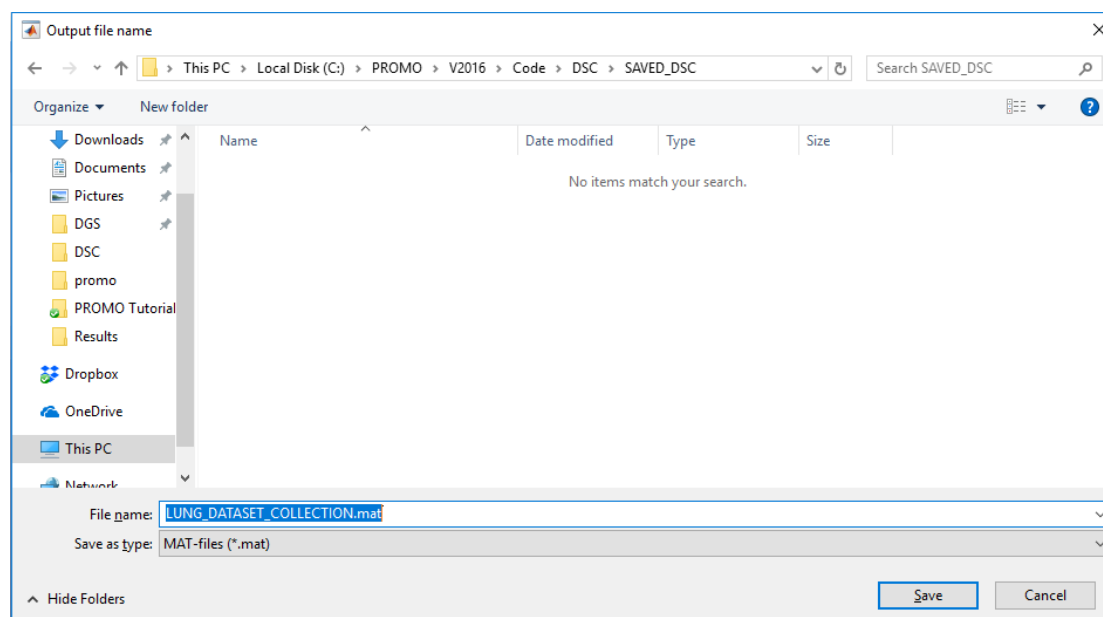 Output file name
This PC > Local Disk (C:) > PROMO > V2016 > Code > DSC > SAVED_DSC
Search SAVED_DSC
Organize
New folder
Name
Date modified
Type
Size
No items match your search.
Downloads
Documents
Pictures
DGS
DSC
promo
PROMO Tutorial
Results
Dropbox
OneDrive
This PC
Network
File name: LUNG_DATASET_COLLECTION.mat
Save as type: MAT-files (*.mat)
Hide Folders
Save
Cancel